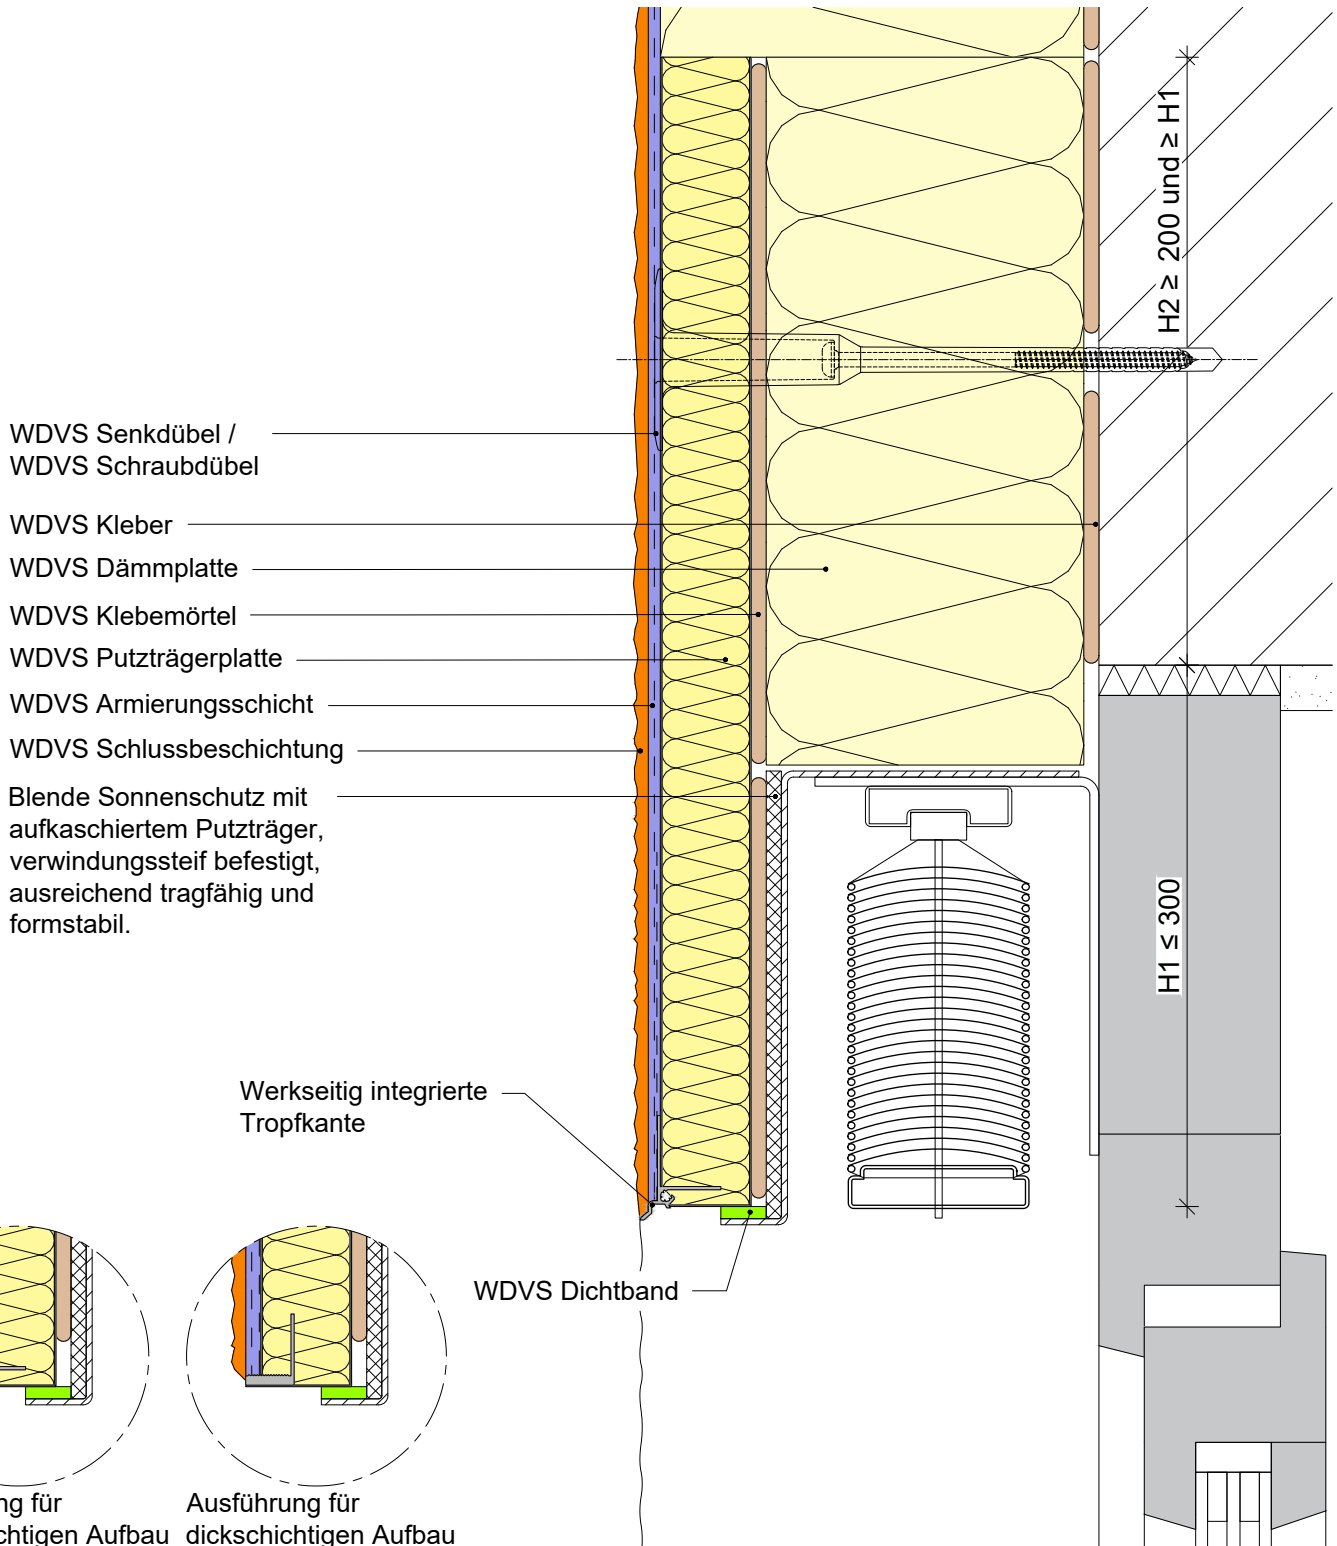 H2 ≥ 200 und ≥ H1
WDVS Senkdübel /
WDVS Schraubdübel
WDVS Kleber
WDVS Dämmplatte
WDVS Klebemörtel
WDVS Putzträgerplatte
WDVS Armierungsschicht
WDVS Schlussbeschichtung
Blende Sonnenschutz mit
aufkaschiertem Putzträger,
verwindungssteif befestigt,
ausreichend tragfähig und
formstabil.
H1 ≤ 300
Werkseitig integrierte
Tropfkante
WDVS Dichtband
ng für
chtigen Aufbau
Ausführung für
dickschichtigen Aufbau